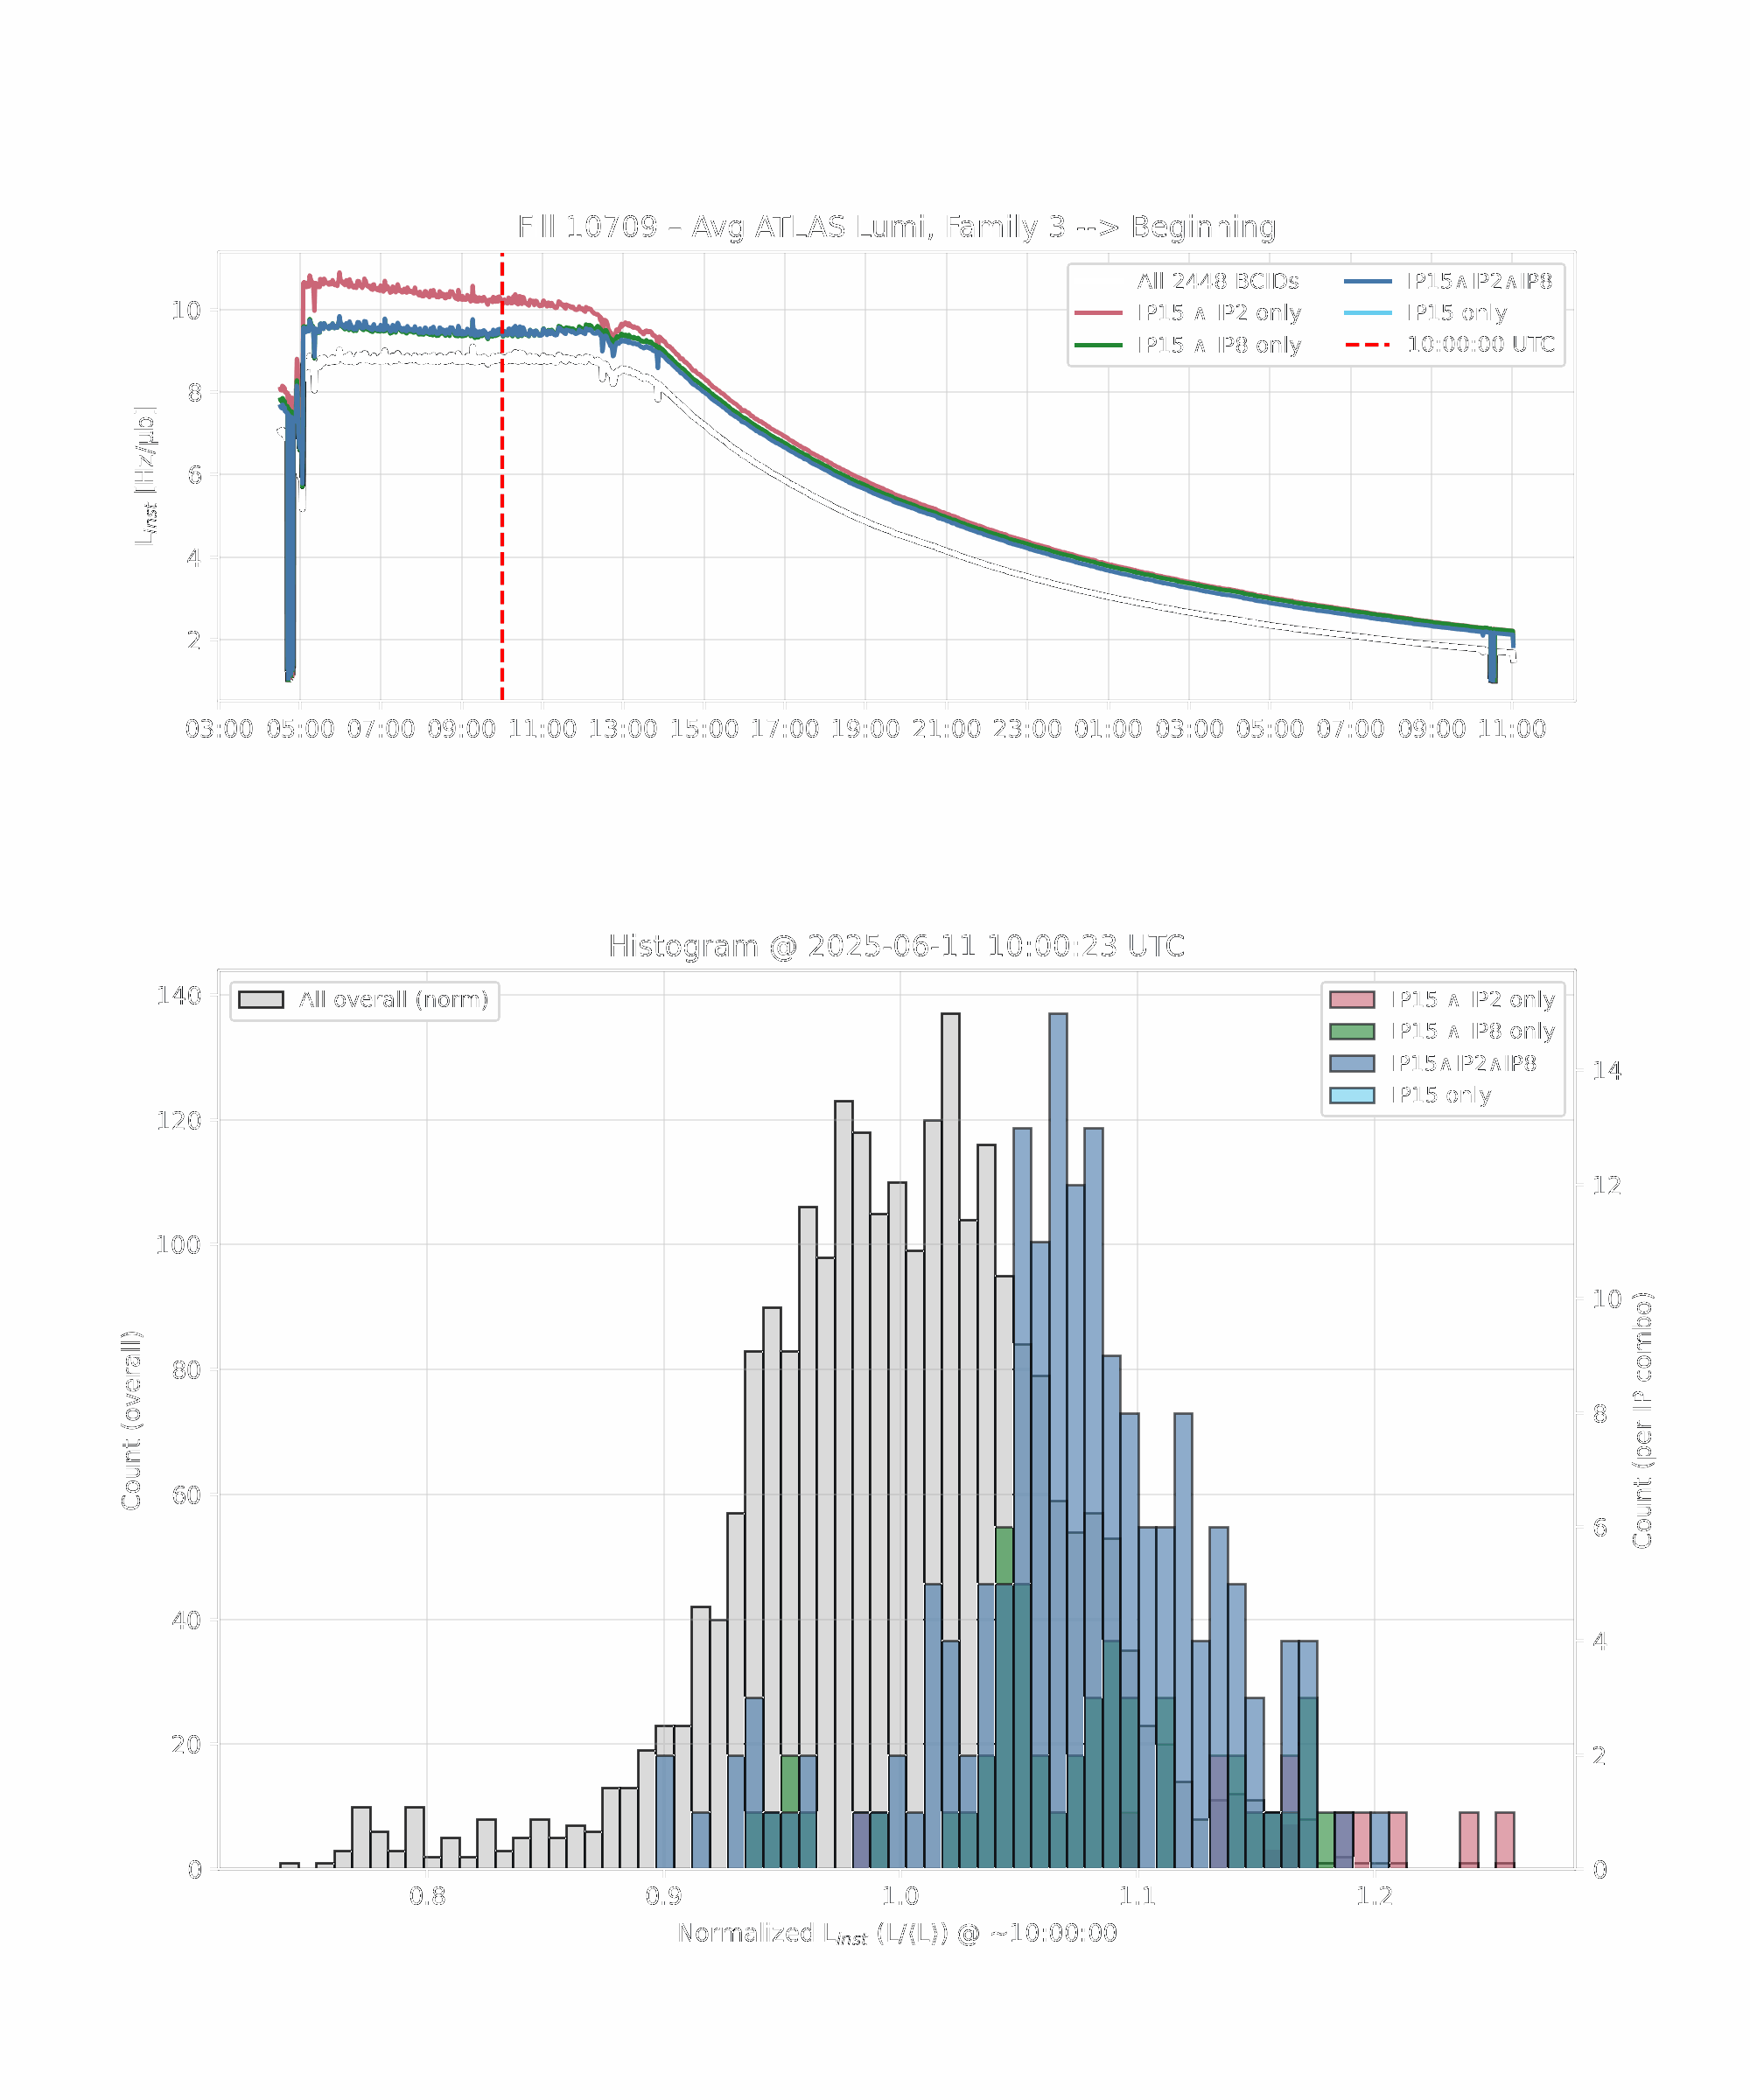 Fill 10709 – Avg ATLAS Lumi, Family 3 --> Beginning
All 2448 BCIDs
IP15 ∧ IP2 only
IP15 ∧ IP8 only
IP15∧IP2∧IP8
IP15 only
10:00:00 UTC
L_inst [Hz/µb]
10
8
6
4
2
03:00 05:00 07:00 09:00 11:00 13:00 15:00 17:00 19:00 21:00 23:00 01:00 03:00 05:00 07:00 09:00 11:00
Histogram @ 2025-06-11 10:00:23 UTC
All overall (norm)
IP15 ∧ IP2 only
IP15 ∧ IP8 only
IP15∧IP2∧IP8
IP15 only
Count (overall)
140
120
100
80
60
40
20
0
Count (per IP combo)
14
12
10
8
6
4
2
0
0.8 0.9 1.0 1.1 1.2
Normalized L_inst (L/⟨L⟩) @ ~10:00:00